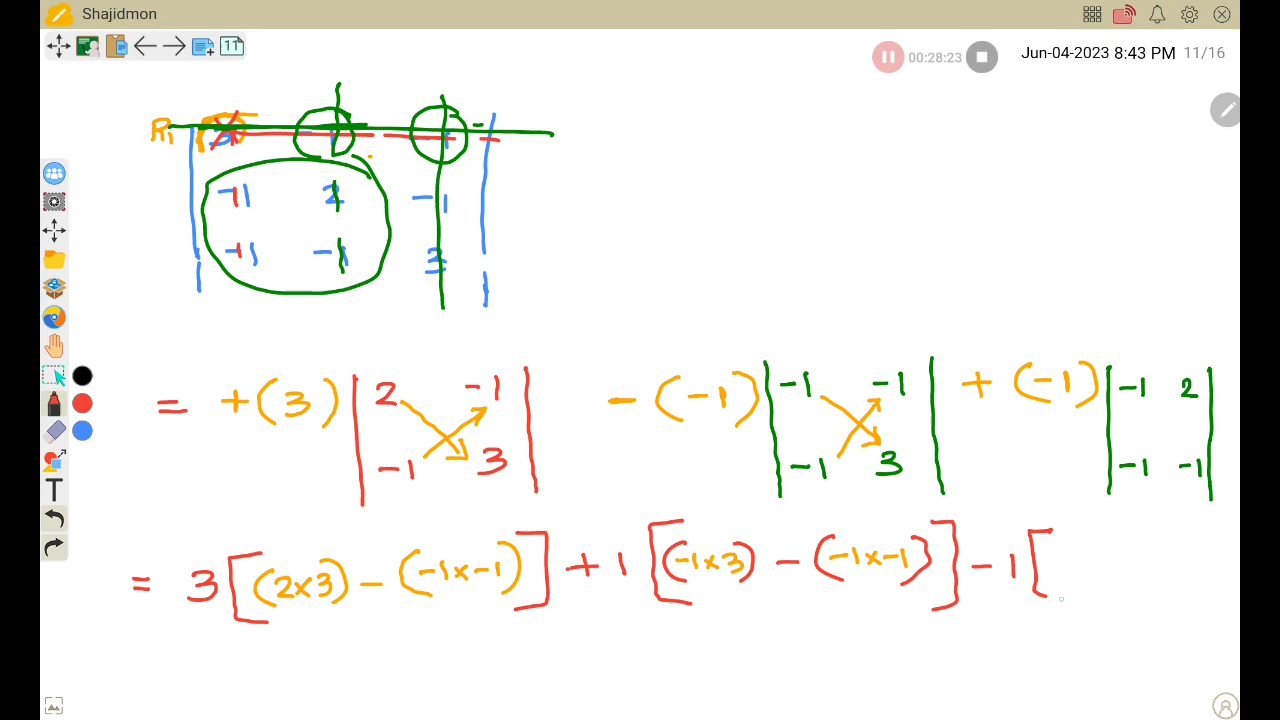 Shajidmon
11
00:28:23
Jun-04-2023 8:43 PM 11/16
R1
-1 2 -1
-1 -1 3
= +(3) | 2 -1 | - (-1) | -1 -1 | + (-1) | -1 2 |
| -1 3 | | -1 3 | | -1 -1 |
= 3 [(2×3) - (-1×-1)] + 1 [(-1×3) - (-1×-1)] - 1 [
T